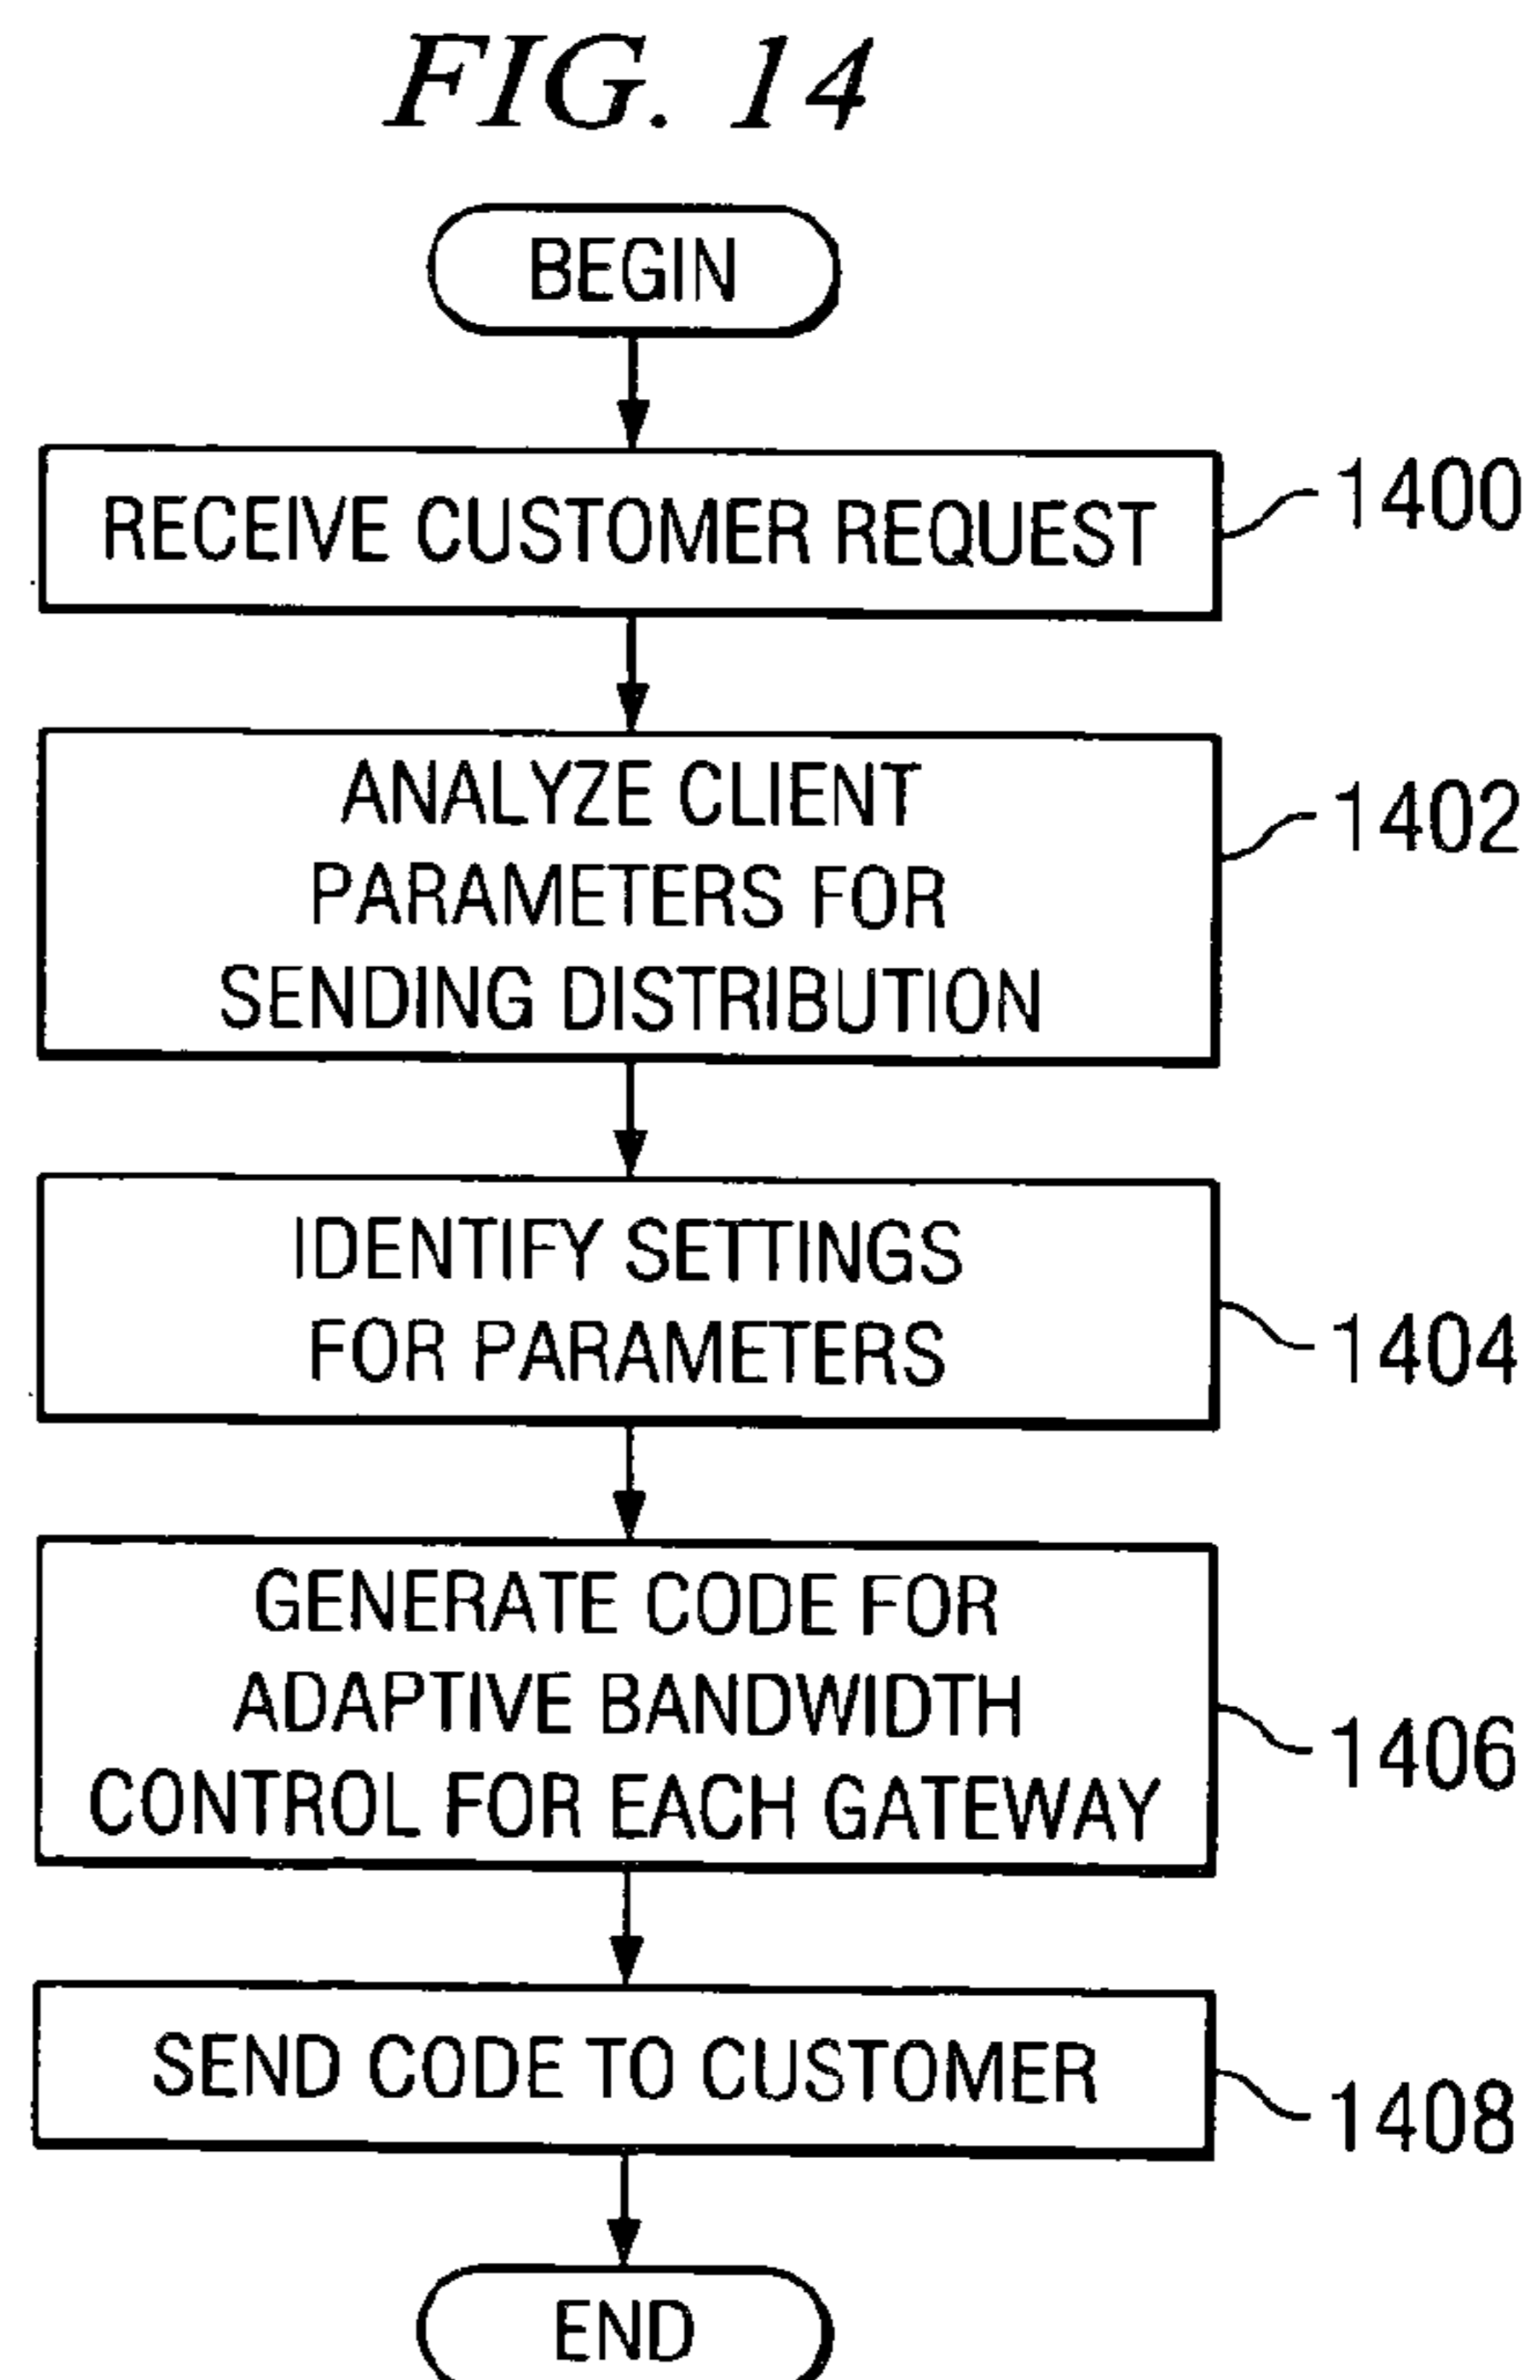 FIG. 14
BEGIN
RECEIVE CUSTOMER REQUEST
1400
ANALYZE CLIENT
PARAMETERS FOR
SENDING DISTRIBUTION
1402
IDENTIFY SETTINGS
FOR PARAMETERS
1404
GENERATE CODE FOR
ADAPTIVE BANDWIDTH
CONTROL FOR EACH GATEWAY
1406
SEND CODE TO CUSTOMER
1408
END